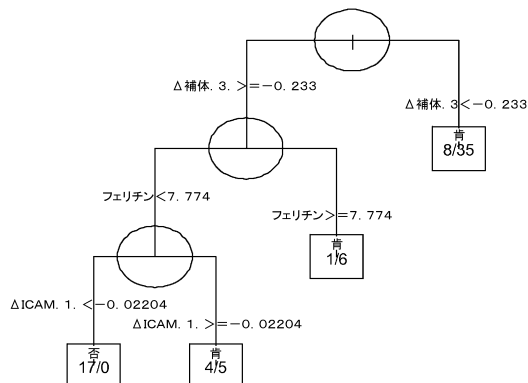 Δ補体. 3. >=−0. 233
Δ補体. 3<−0. 233
肯
8/35
フェリチン<7. 774
フェリチン>=7. 774
肯
1/6
ΔICAM. 1. <−0. 02204
ΔICAM. 1. >=−0. 02204
否
17/0
肯
4/5